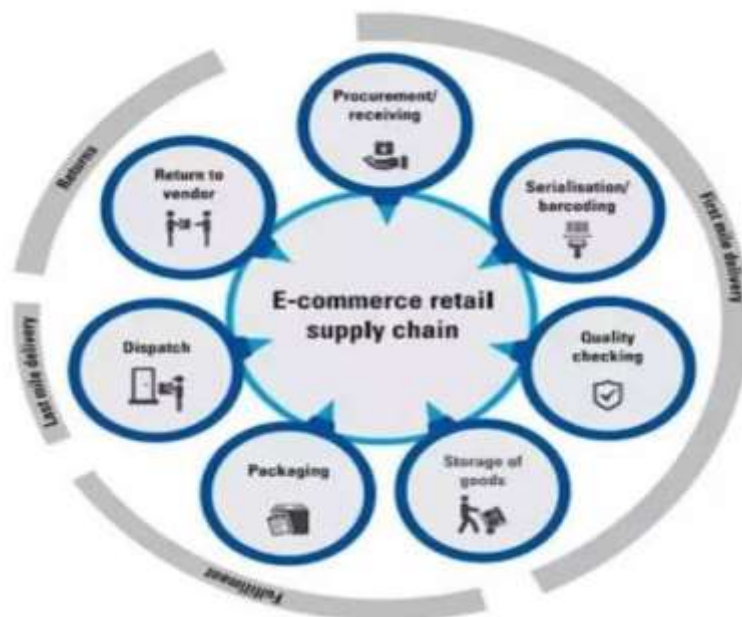 Procurement/
receiving
Serialisation/
barcoding
Quality
checking
Storage of
goods
Packaging
Dispatch
Return to
vendor
E-commerce retail
supply chain
First mile delivery
Fulfilment
Last mile delivery
Returns